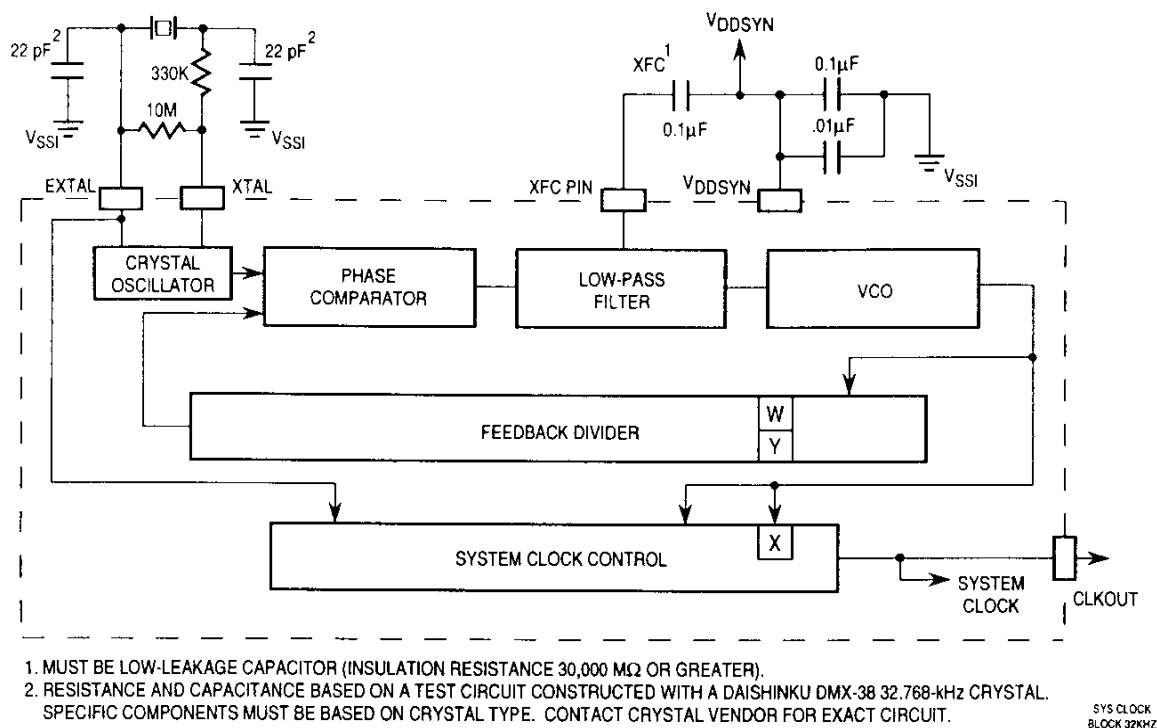 22 pF2
22 pF2
330K
10M
VSSI
VSSI
EXTAL
XTAL
VDDSYN
XFC1
0.1µF
0.1µF
.01µF
VSSI
XFC PIN
VDDSYN
CRYSTAL
OSCILLATOR
PHASE
COMPARATOR
LOW-PASS
FILTER
VCO
FEEDBACK DIVIDER
W
Y
SYSTEM CLOCK CONTROL
X
SYSTEM
CLOCK
CLKOUT
1. MUST BE LOW-LEAKAGE CAPACITOR (INSULATION RESISTANCE 30,000 MΩ OR GREATER).
2. RESISTANCE AND CAPACITANCE BASED ON A TEST CIRCUIT CONSTRUCTED WITH A DAISHINKU DMX-38 32.768-kHz CRYSTAL.
SPECIFIC COMPONENTS MUST BE BASED ON CRYSTAL TYPE. CONTACT CRYSTAL VENDOR FOR EXACT CIRCUIT.
SYS CLOCK
BLOCK 32KHZ